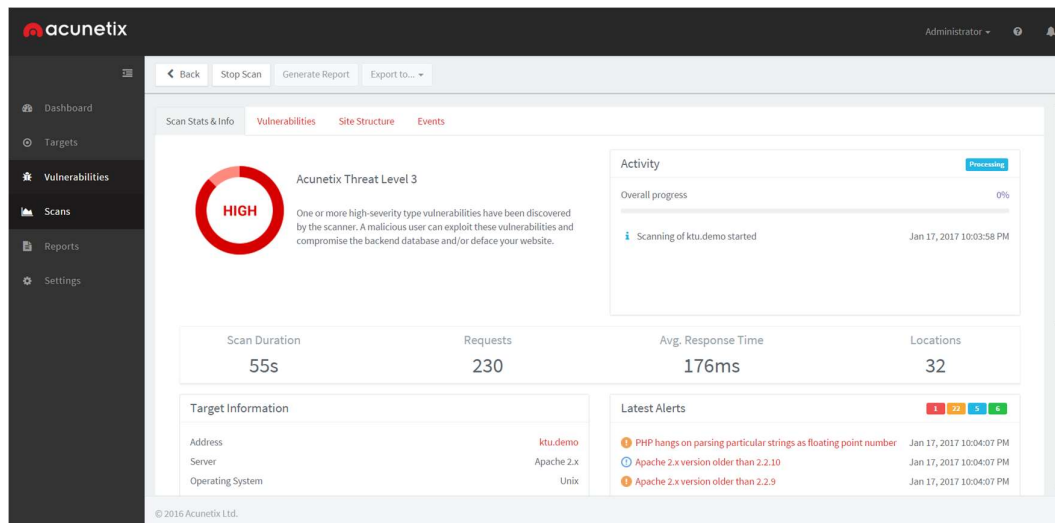 acunetix
Administrator
Back Stop Scan Generate Report Export to...
Dashboard
Targets
Vulnerabilities
Scans
Reports
Settings
Scan Stats & Info Vulnerabilities Site Structure Events
HIGH
Acunetix Threat Level 3
One or more high-severity type vulnerabilities have been discovered
by the scanner. A malicious user can exploit these vulnerabilities and
compromise the backend database and/or deface your website.
Activity Processing
Overall progress 0%
Scanning of ktu.demo started Jan 17, 2017 10:03:58 PM
Scan Duration Requests Avg. Response Time Locations
55s 230 176ms 32
Target Information
Address ktu.demo
Server Apache 2.x
Operating System Unix
Latest Alerts 1 22 5 6
PHP hangs on parsing particular strings as floating point number Jan 17, 2017 10:04:07 PM
Apache 2.x version older than 2.2.10 Jan 17, 2017 10:04:07 PM
Apache 2.x version older than 2.2.9 Jan 17, 2017 10:04:07 PM
© 2016 Acunetix Ltd.